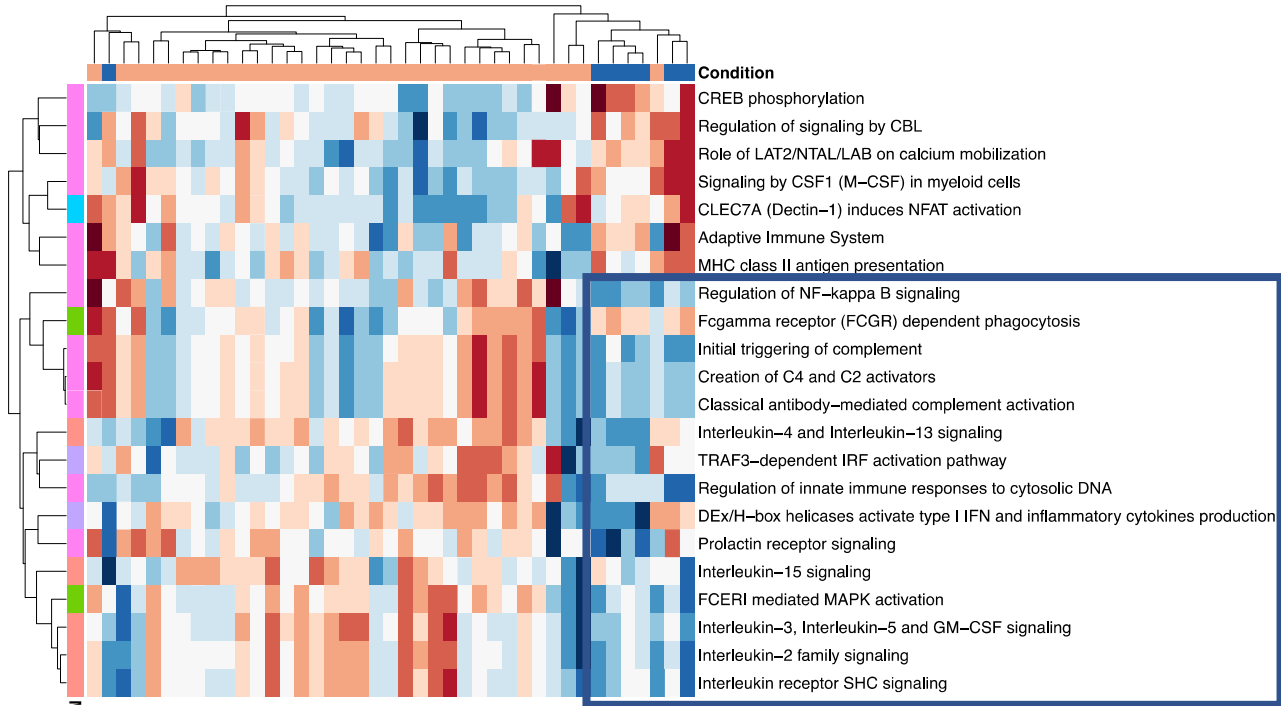 Condition
CREB phosphorylation
Regulation of signaling by CBL
Role of LAT2/NTAL/LAB on calcium mobilization
Signaling by CSF1 (M−CSF) in myeloid cells
CLEC7A (Dectin−1) induces NFAT activation
Adaptive Immune System
MHC class II antigen presentation
Regulation of NF−kappa B signaling
Fcgamma receptor (FCGR) dependent phagocytosis
Initial triggering of complement
Creation of C4 and C2 activators
Classical antibody−mediated complement activation
Interleukin−4 and Interleukin−13 signaling
TRAF3−dependent IRF activation pathway
Regulation of innate immune responses to cytosolic DNA
DEx/H−box helicases activate type I IFN and inflammatory cytokines production
Prolactin receptor signaling
Interleukin−15 signaling
FCERI mediated MAPK activation
Interleukin−3, Interleukin−5 and GM−CSF signaling
Interleukin−2 family signaling
Interleukin receptor SHC signaling